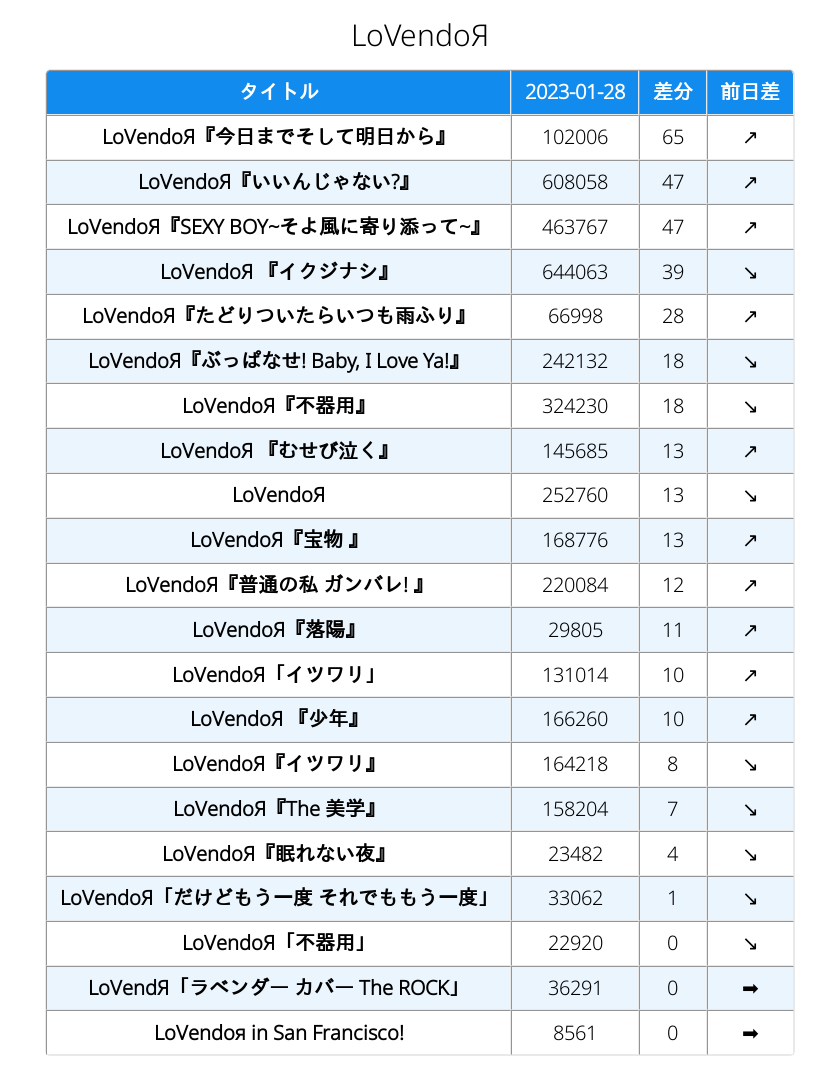 LoVendoЯ
タイトル 2023-01-28 差分 前日差
LoVendoЯ『今日までそして明日から』 102006 65 ↗
LoVendoЯ『いいんじゃない?』 608058 47 ↗
LoVendoЯ『SEXY BOY~そよ風に寄り添って~』 463767 47 ↗
LoVendoЯ 『イクジナシ』 644063 39 ↘
LoVendoЯ『たどりついたらいつも雨ふり』 66998 28 ↗
LoVendoЯ『ぶっぱなせ! Baby, I Love Ya!』 242132 18 ↘
LoVendoЯ『不器用』 324230 18 ↘
LoVendoЯ 『むせび泣く』 145685 13 ↗
LoVendoЯ 252760 13 ↘
LoVendoЯ『宝物 』 168776 13 ↗
LoVendoЯ『普通の私 ガンバレ! 』 220084 12 ↗
LoVendoЯ『落陽』 29805 11 ↗
LoVendoЯ「イツワリ」 131014 10 ↗
LoVendoЯ 『少年』 166260 10 ↗
LoVendoЯ『イツワリ』 164218 8 ↘
LoVendoЯ『The 美学』 158204 7 ↘
LoVendoЯ『眠れない夜』 23482 4 ↘
LoVendoЯ「だけどもう一度 それでももう一度」 33062 1 ↘
LoVendoЯ「不器用」 22920 0 ↘
LoVendЯ「ラベンダー カバー The ROCK」 36291 0 ➡
LoVendoя in San Francisco! 8561 0 ➡